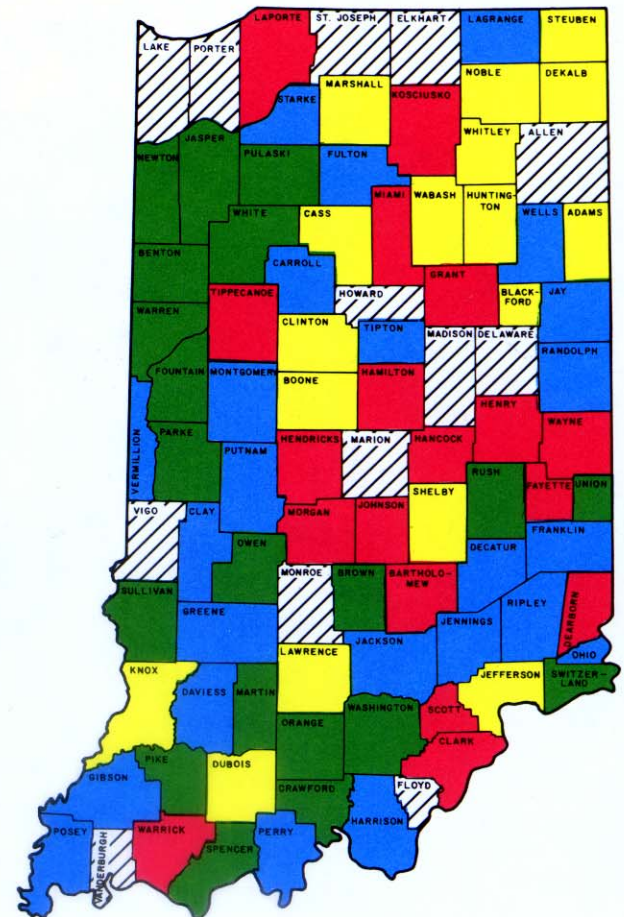 LAPORTE
ST. JOSEPH
ELKHART
LAGRANGE
STEUBEN
LAKE
PORTER
NOBLE
DEKALB
MARSHALL
STARKE
KOSCIUSKO
JASPER
NEWTON
PULASKI
FULTON
WHITLEY
ALLEN
MIAMI
WABASH
HUNTING-
TON
WHITE
CASS
WELLS
ADAMS
BENTON
CARROLL
GRANT
TIPPECANOE
HOWARD
BLACK-
FORD
JAY
WARREN
CLINTON
TIPTON
MADISON
DELAWARE
RANDOLPH
FOUNTAIN
MONTGOMERY
BOONE
HAMILTON
HENRY
WAYNE
VERMILLION
PARKE
PUTNAM
HENDRICKS
MARION
HANCOCK
RUSH
FAYETTE
UNION
SHELBY
VIGO
CLAY
MORGAN
JOHNSON
FRANKLIN
OWEN
DECATUR
MONROE
BROWN
BARTHOLO-
MEW
SULLIVAN
GREENE
JENNINGS
RIPLEY
DEARBORN
JACKSON
OHIO
LAWRENCE
KNOX
DAVIESS
MARTIN
JEFFERSON
SWITZER-
LAND
WASHINGTON
SCOTT
ORANGE
CLARK
PIKE
DUBOIS
GIBSON
CRAWFORD
FLOYD
HARRISON
POSEY
VANDERBURGH
WARRICK
SPENCER
PERRY